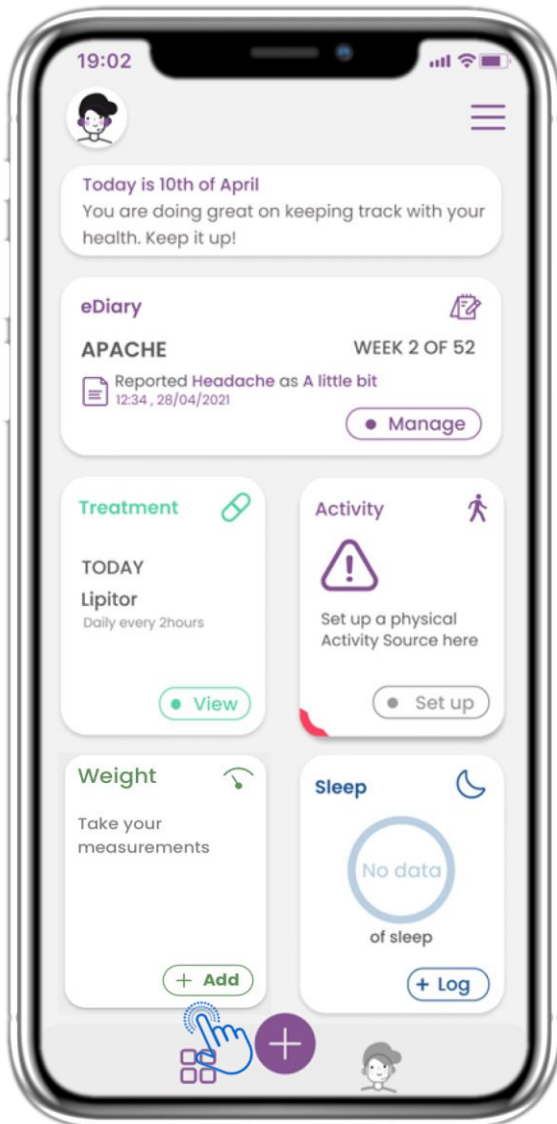 19:02
Today is 10th of April
You are doing great on keeping track with your
health. Keep it up!
eDiary
APACHE
WEEK 2 OF 52
Reported Headache as A little bit
12:34 , 28/04/2021
Manage
Treatment
TODAY
Lipitor
Daily every 2hours
View
Activity
Set up a physical
Activity Source here
Set up
Weight
Take your
measurements
+ Add
Sleep
No data
of sleep
+ Log